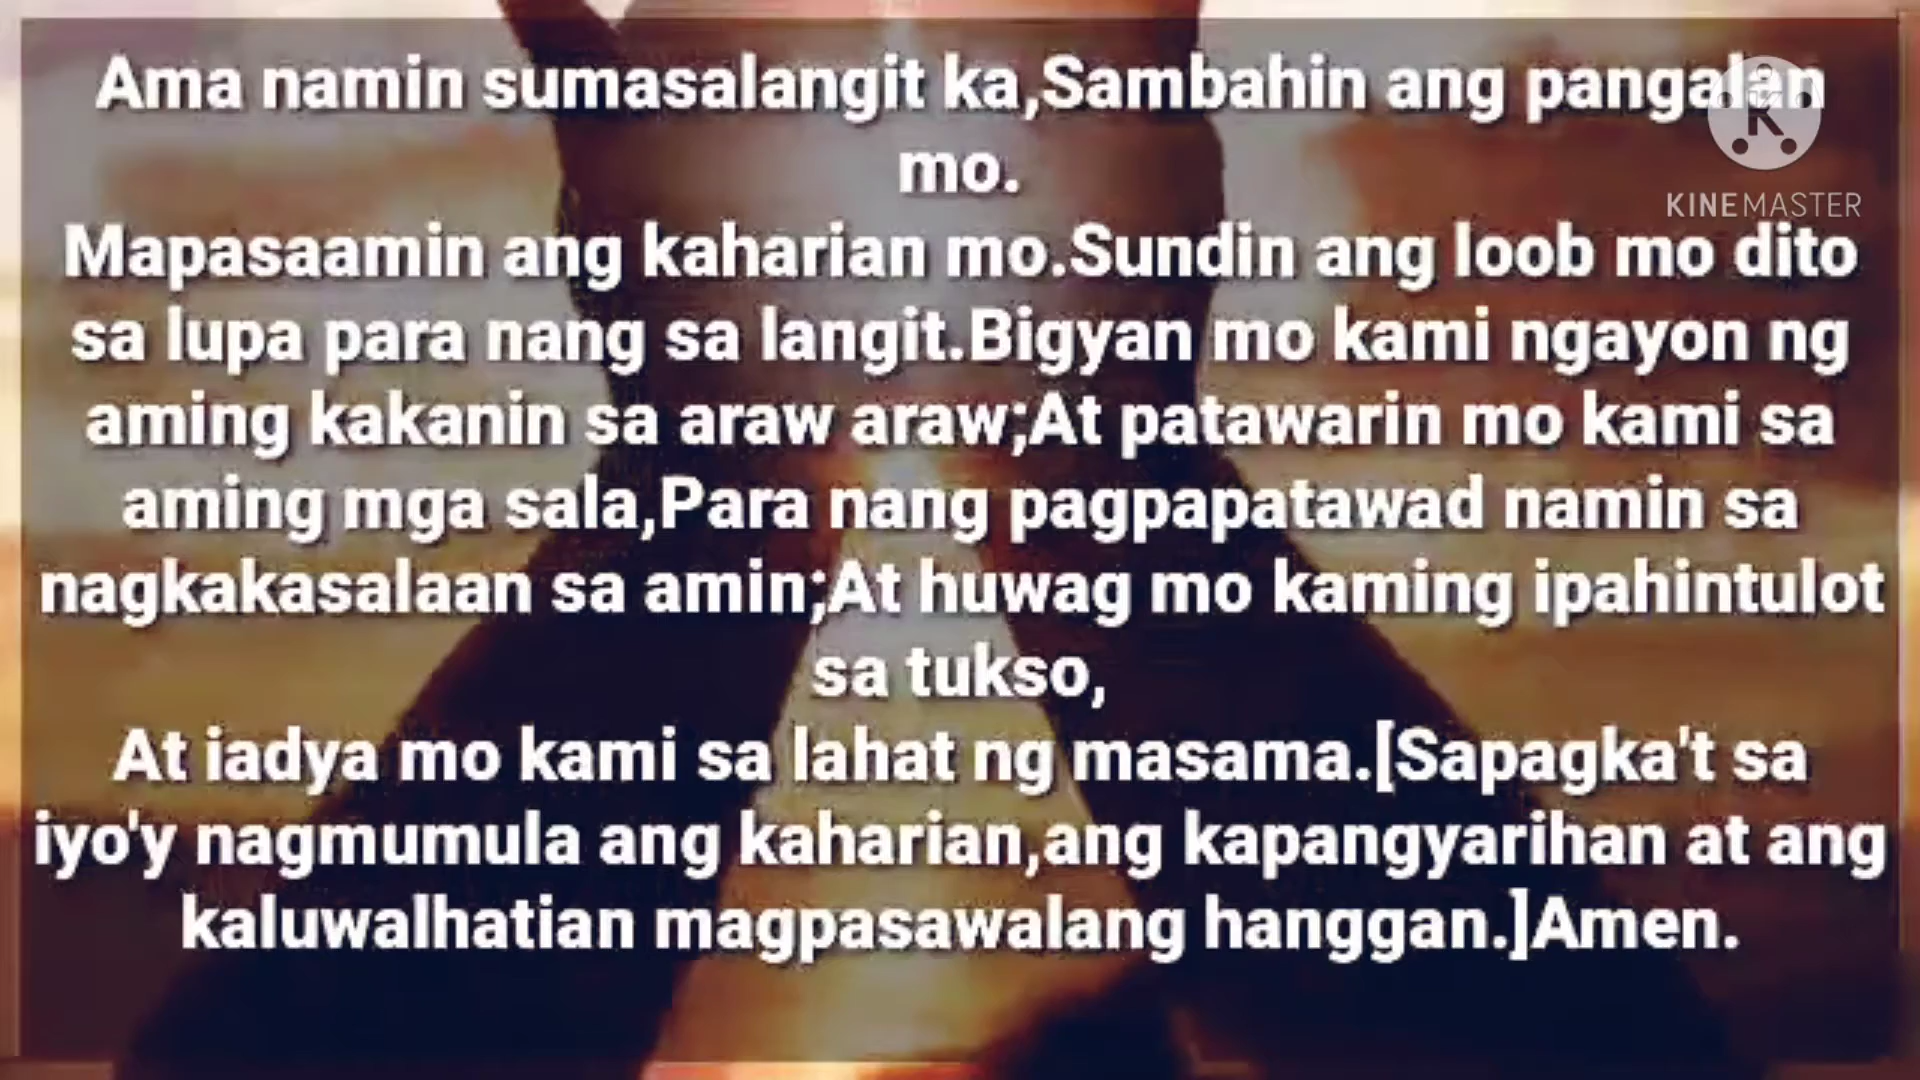 Ama namin sumasalangit ka,Sambahin ang pangalan
mo.
KINEMASTER
Mapasaamin ang kaharian mo.Sundin ang loob mo dito
sa lupa para nang sa langit.Bigyan mo kami ngayon ng
aming kakanin sa araw araw;At patawarin mo kami sa
aming mga sala,Para nang pagpapatawad namin sa
nagkakasalaan sa amin;At huwag mo kaming ipahintulot
sa tukso,
At iadya mo kami sa lahat ng masama.[Sapagka't sa
iyo'y nagmumula ang kaharian,ang kapangyarihan at ang
kaluwalhatian magpasawalang hanggan.]Amen.